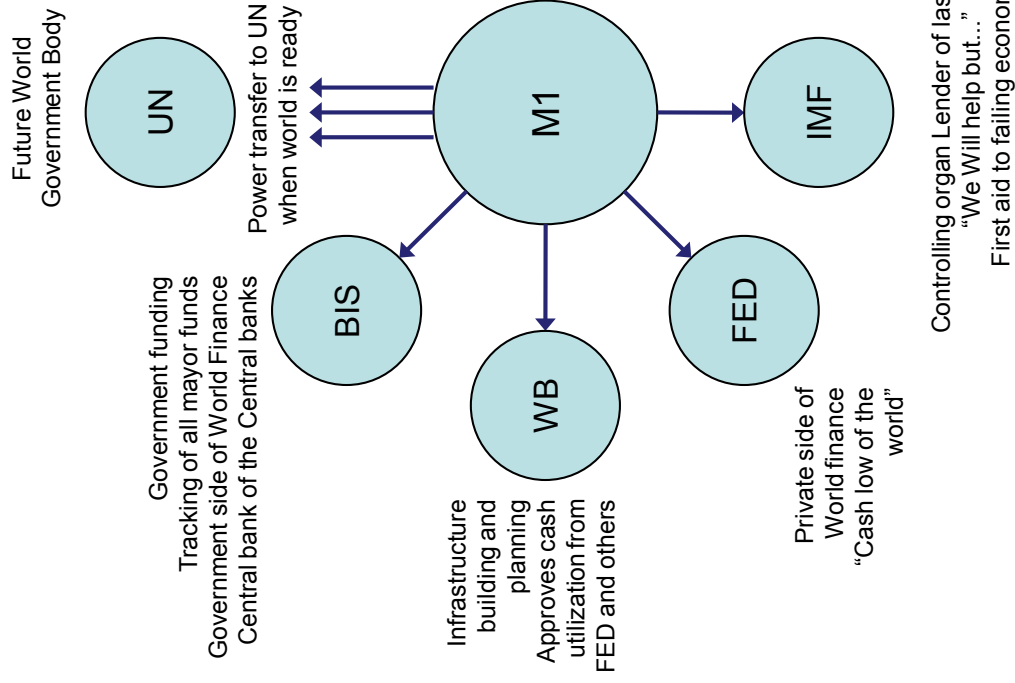 Future World
Government Body
UN
Power transfer to UN
when world is ready
Government funding
Tracking of all mayor funds
Government side of World Finance
Central bank of the Central banks
BIS
M1
Infrastructure
building and
planning
Approves cash
utilization from
FED and others
WB
FED
IMF
Private side of
World finance
“Cash low of the
world”
Controlling organ Lender of las
“We Will help but...”
First aid to failing econo